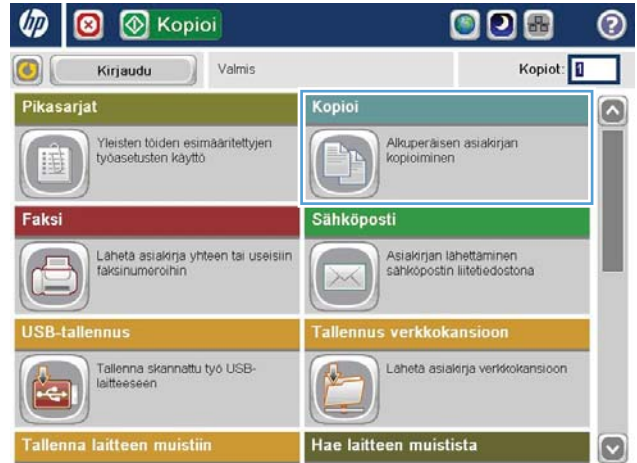 hp Kopioi ?
Kirjaudu Valmis Kopiot: 1
Pikasarjat
Yleisten töiden esimääritettyjen
työasetusten käyttö
Kopioi
Alkuperäisen asiakirjan
kopioiminen
Faksi
Lähetä asiakirja yhteen tai useisiin
faksinumeroihin
Sähköposti
Asiakirjan lähettäminen
sähköpostin liitetiedostona
USB-tallennus
Tallenna skannattu työ USB-
laitteeseen
Tallennus verkkokansioon
Lähetä asiakirja verkkokansioon
Tallenna laitteen muistiin
Hae laitteen muistista